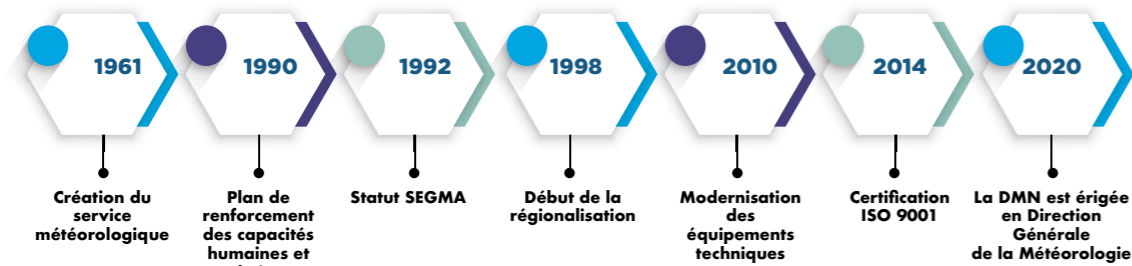 1961
Création du
service
météorologique
1990
Plan de
renforcement
des capacités
humaines et
1992
Statut SEGMA
1998
Début de la
régionalisation
2010
Modernisation
des
équipements
techniques
2014
Certification
ISO 9001
2020
La DMN est érigée
en Direction
Générale
de la Météorologie